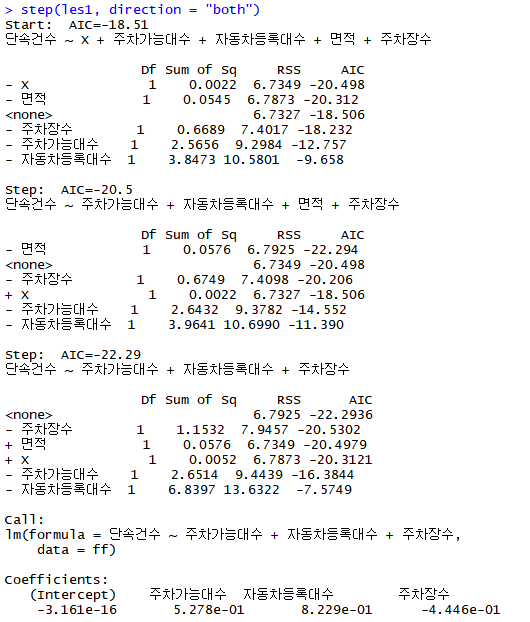 > step(les1, direction = "both")
Start:  AIC=-18.51
단속건수 ~ X + 주차가능대수 + 자동차등록대수 + 면적 + 주차장수

                 Df Sum of Sq     RSS     AIC
- X               1    0.0022  6.7349 -20.498
- 면적            1    0.0545  6.7873 -20.312
<none>                         6.7327 -18.506
- 주차장수        1    0.6689  7.4017 -18.232
- 주차가능대수    1    2.5656  9.2984 -12.757
- 자동차등록대수  1    3.8473 10.5801  -9.658

Step:  AIC=-20.5
단속건수 ~ 주차가능대수 + 자동차등록대수 + 면적 + 주차장수

                 Df Sum of Sq     RSS     AIC
- 면적            1    0.0576  6.7925 -22.294
<none>                         6.7349 -20.498
- 주차장수        1    0.6749  7.4098 -20.206
+ X               1    0.0022  6.7327 -18.506
- 주차가능대수    1    2.6432  9.3782 -14.552
- 자동차등록대수  1    3.9641 10.6990 -11.390

Step:  AIC=-22.29
단속건수 ~ 주차가능대수 + 자동차등록대수 + 주차장수

                 Df Sum of Sq     RSS      AIC
<none>                         6.7925 -22.2936
- 주차장수        1    1.1532  7.9457 -20.5302
+ 면적            1    0.0576  6.7349 -20.4979
+ X               1    0.0052  6.7873 -20.3121
- 주차가능대수    1    2.6514  9.4439 -16.3844
- 자동차등록대수  1    6.8397 13.6322  -7.5749

Call:
lm(formula = 단속건수 ~ 주차가능대수 + 자동차등록대수 + 주차장수,
    data = ff)

Coefficients:
   (Intercept)    주차가능대수  자동차등록대수        주차장수
    -3.161e-16       5.278e-01       8.229e-01      -4.446e-01